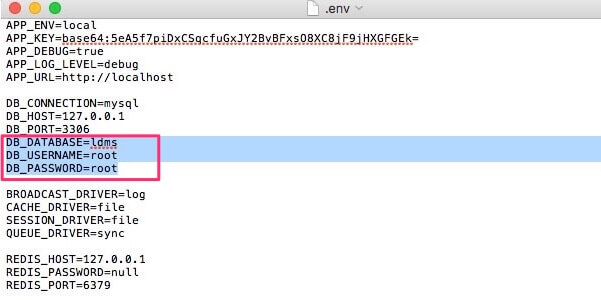 .env
APP_ENV=local
APP_KEY=base64:5eA5f7piDxCSqcfuGxJY2BvBFxsO8XC8jF9jHXGFGEk=
APP_DEBUG=true
APP_LOG_LEVEL=debug
APP_URL=http://localhost
DB_CONNECTION=mysql
DB_HOST=127.0.0.1
DB_PORT=3306
DB_DATABASE=ldms
DB_USERNAME=root
DB_PASSWORD=root
BROADCAST_DRIVER=log
CACHE_DRIVER=file
SESSION_DRIVER=file
QUEUE_DRIVER=sync
REDIS_HOST=127.0.0.1
REDIS_PASSWORD=null
REDIS_PORT=6379